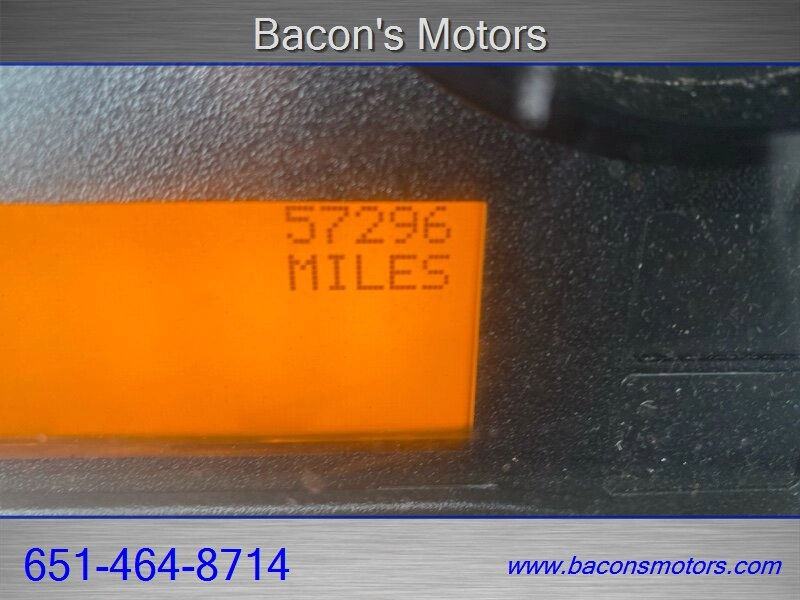 Bacon's Motors
57296
MILES
651-464-8714
www.baconsmotors.com